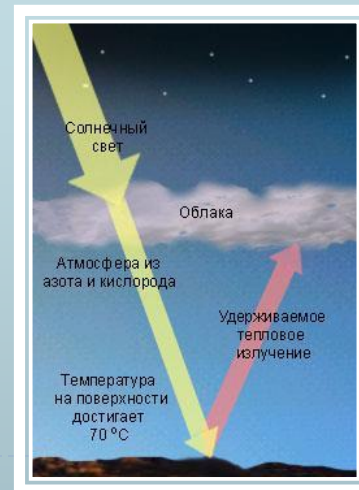 Солнечный
свет
Облака
Атмосфера из
азота и кислорода
Удерживаемое
тепловое
излучение
Температура
на поверхности
достигает
70 °C